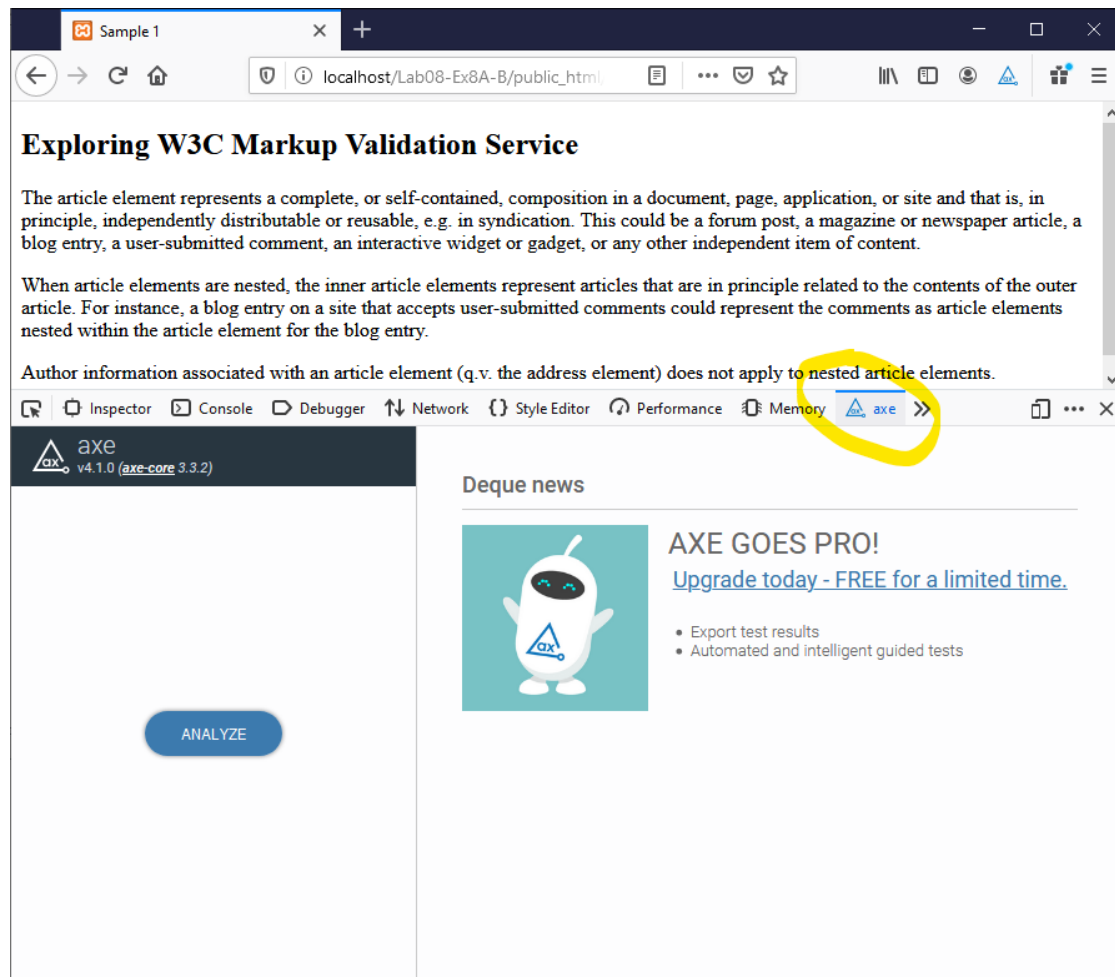 Sample 1
localhost/Lab08-Ex8A-B/public_html/
Exploring W3C Markup Validation Service
The article element represents a complete, or self-contained, composition in a document, page, application, or site and that is, in
principle, independently distributable or reusable, e.g. in syndication. This could be a forum post, a magazine or newspaper article, a
blog entry, a user-submitted comment, an interactive widget or gadget, or any other independent item of content.
When article elements are nested, the inner article elements represent articles that are in principle related to the contents of the outer
article. For instance, a blog entry on a site that accepts user-submitted comments could represent the comments as article elements
nested within the article element for the blog entry.
Author information associated with an article element (q.v. the address element) does not apply to nested article elements.
Inspector Console Debugger Network {} Style Editor Performance Memory axe
axe
v4.1.0 (axe-core 3.3.2)
ANALYZE
Deque news
ax
AXE GOES PRO!
Upgrade today - FREE for a limited time.
• Export test results
• Automated and intelligent guided tests